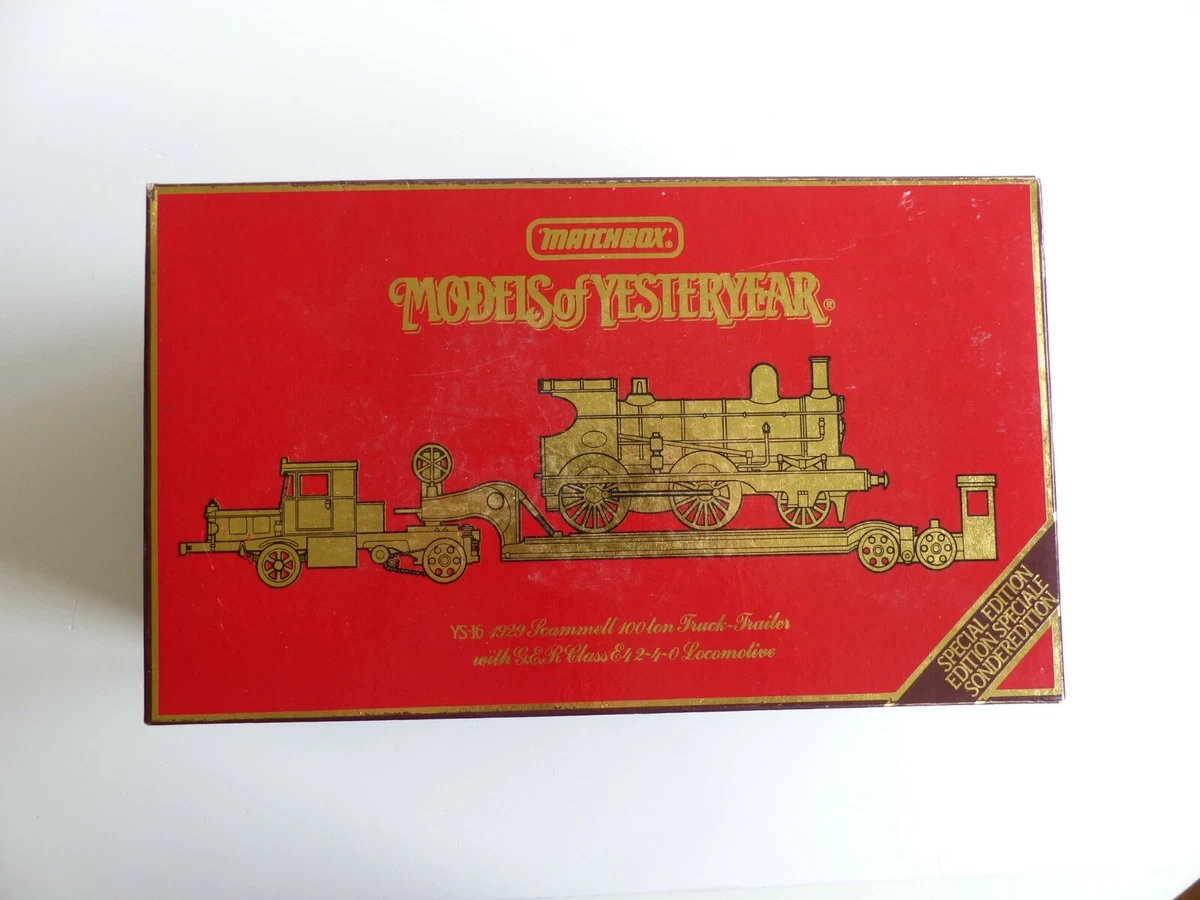 "MATCHBOX"®
MODELS of YESTERYEAR®
YS-16 1929 Scammell 100 ton Truck-Trailer
with G.E.R. Class E4 2-4-0 Locomotive
SPECIAL EDITION
EDITION SPECIALE
SONDEREDITION